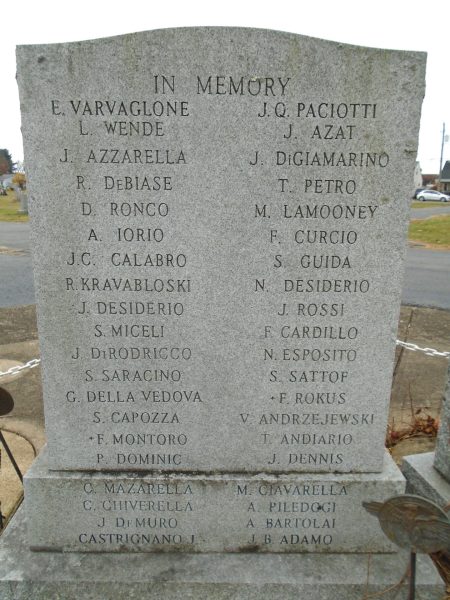 IN MEMORY
E. VARVAGLONE J.Q. PACIOTTI
L. WENDE J. AZAT
J. AZZARELLA J. DIGIAMARINO
R. DEBIASE T. PETRO
D. RONCO M. LAMOONEY
A. IORIO F. CURCIO
J.C. CALABRO S. GUIDA
R. KRAVABLOSKI N. DESIDERIO
J. DESIDERIO J. ROSSI
S. MICELI F. CARDILLO
J. DIRODRICCO N. ESPOSITO
S. SARACINO S. SATTOF
G. DELLA VEDOVA +F. ROKUS
S. CAPOZZA V. ANDRZEJEWSKI
+F. MONTORO T. ANDIARIO
P. DOMINIC J. DENNIS
C. MAZARELLA M. CIAVARELLA
C. CHIVERELLA A. PILEDGGI
J. DIMURO A. BARTOLAI
CASTRIGNANO J. J.B. ADAMO